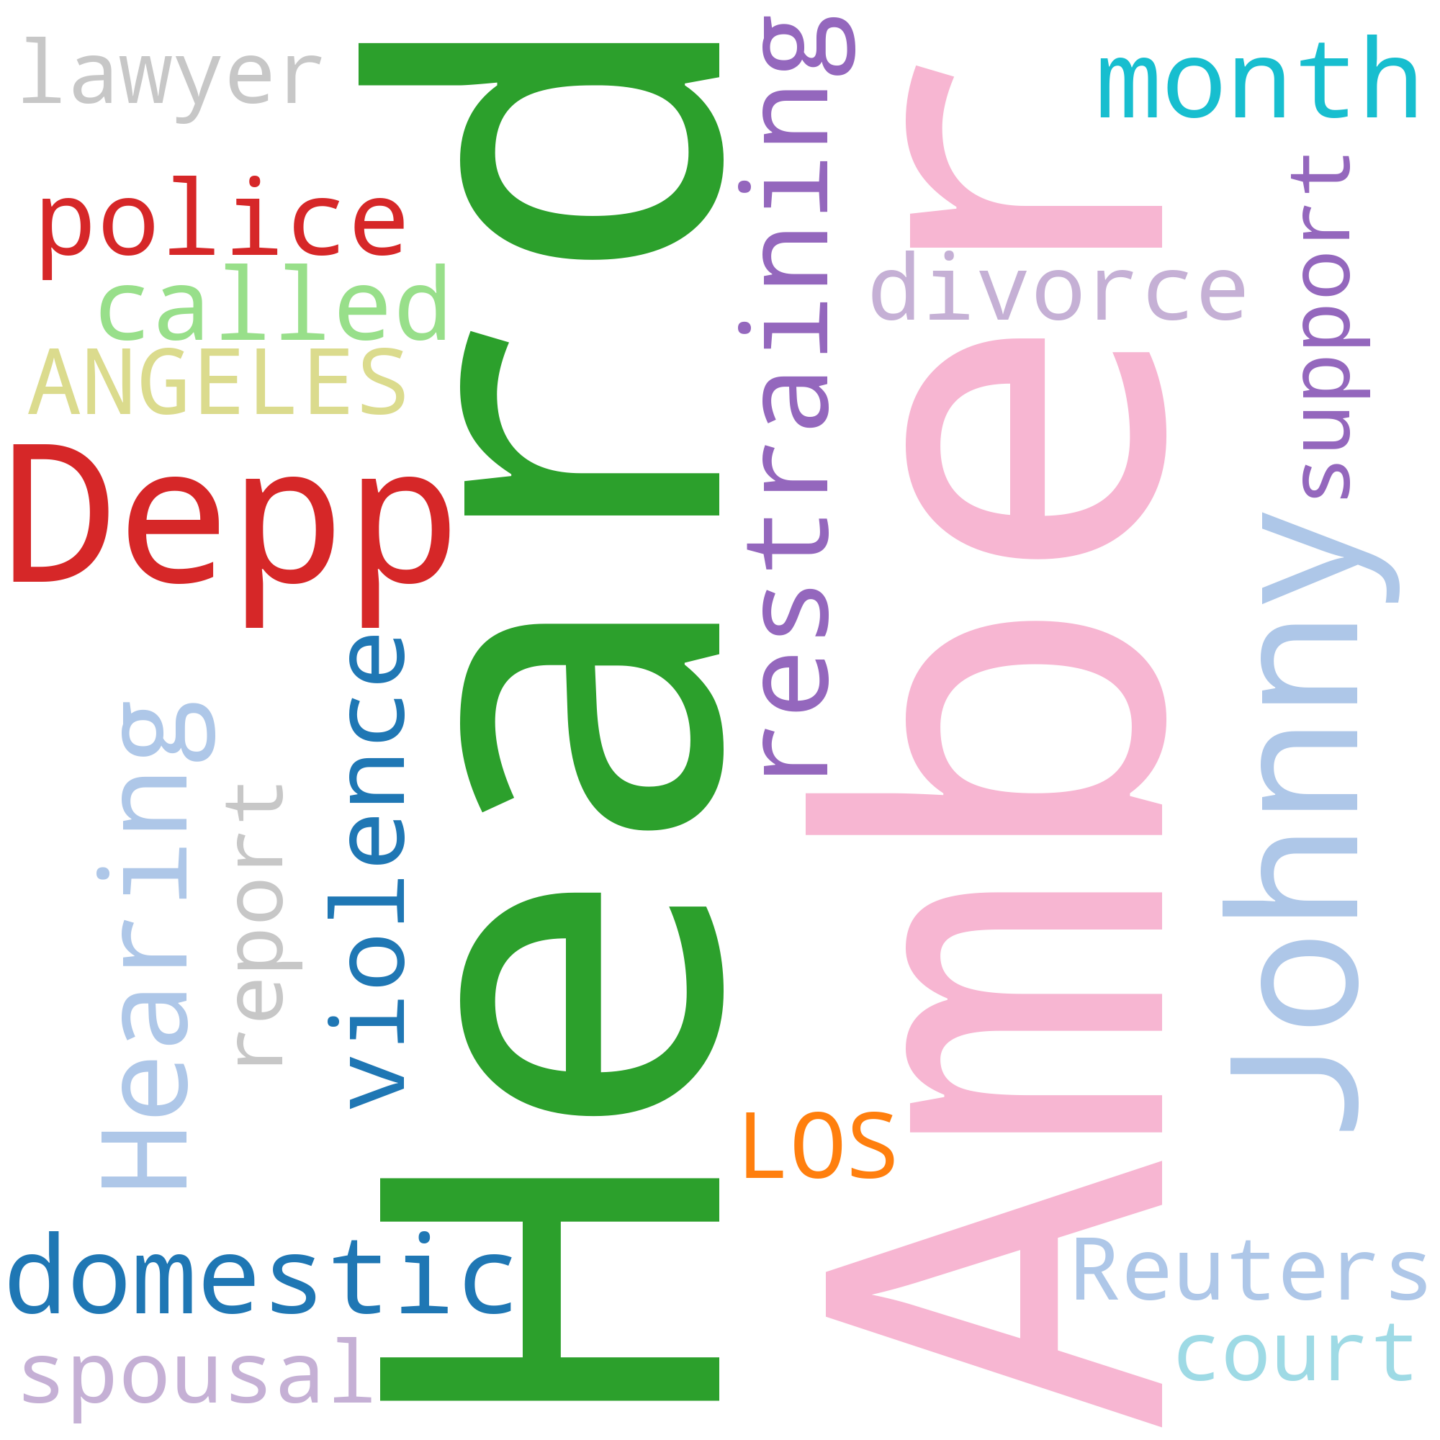 lawyer
police
called
ANGELES
Depp
Hearing
report
violence
domestic
spousal
Heard
restraining
LOS
Amber
divorce
month
support
Johnny
Reuters
court